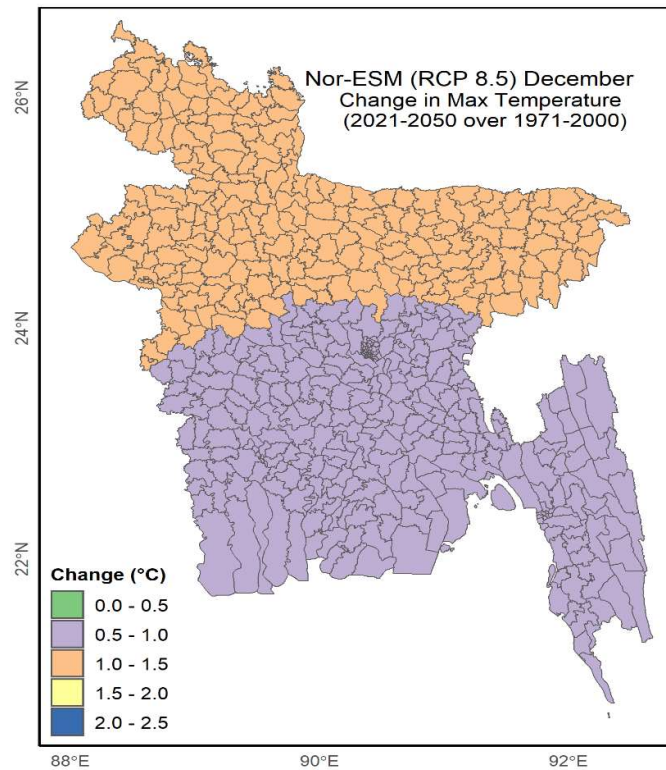 Nor-ESM (RCP 8.5) December
Change in Max Temperature
(2021-2050 over 1971-2000)
26°N
24°N
22°N
Change (°C)
0.0 - 0.5
0.5 - 1.0
1.0 - 1.5
1.5 - 2.0
2.0 - 2.5
88°E
90°E
92°E